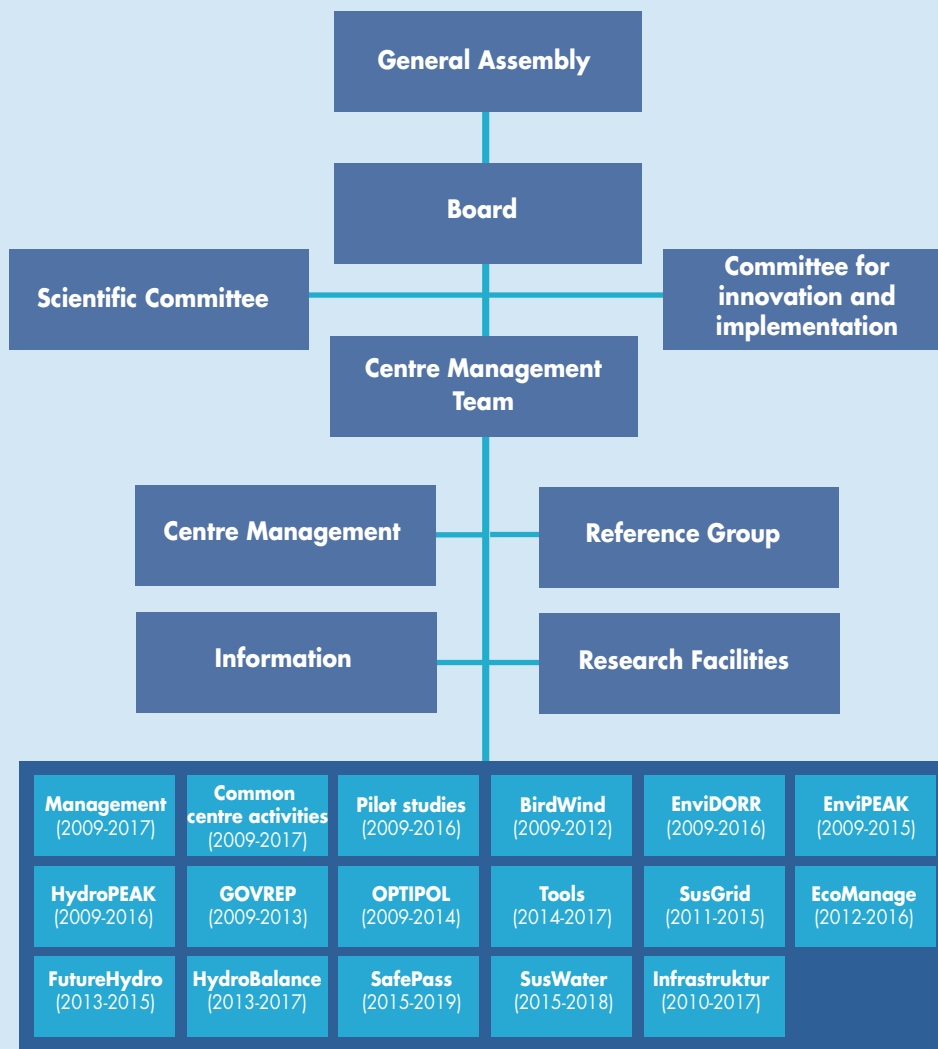 General Assembly
Board
Scientific Committee
Committee for
innovation and
implementation
Centre Management
Team
Centre Management
Reference Group
Information
Research Facilities
Management
(2009-2017)
Common
centre activities
(2009-2017)
Pilot studies
(2009-2016)
BirdWind
(2009-2012)
EnviDORR
(2009-2016)
EnviPEAK
(2009-2015)
HydroPEAK
(2009-2016)
GOVREP
(2009-2013)
OPTIPOL
(2009-2014)
Tools
(2014-2017)
SusGrid
(2011-2015)
EcoManage
(2012-2016)
FutureHydro
(2013-2015)
HydroBalance
(2013-2017)
SafePass
(2015-2019)
SusWater
(2015-2018)
Infrastruktur
(2010-2017)